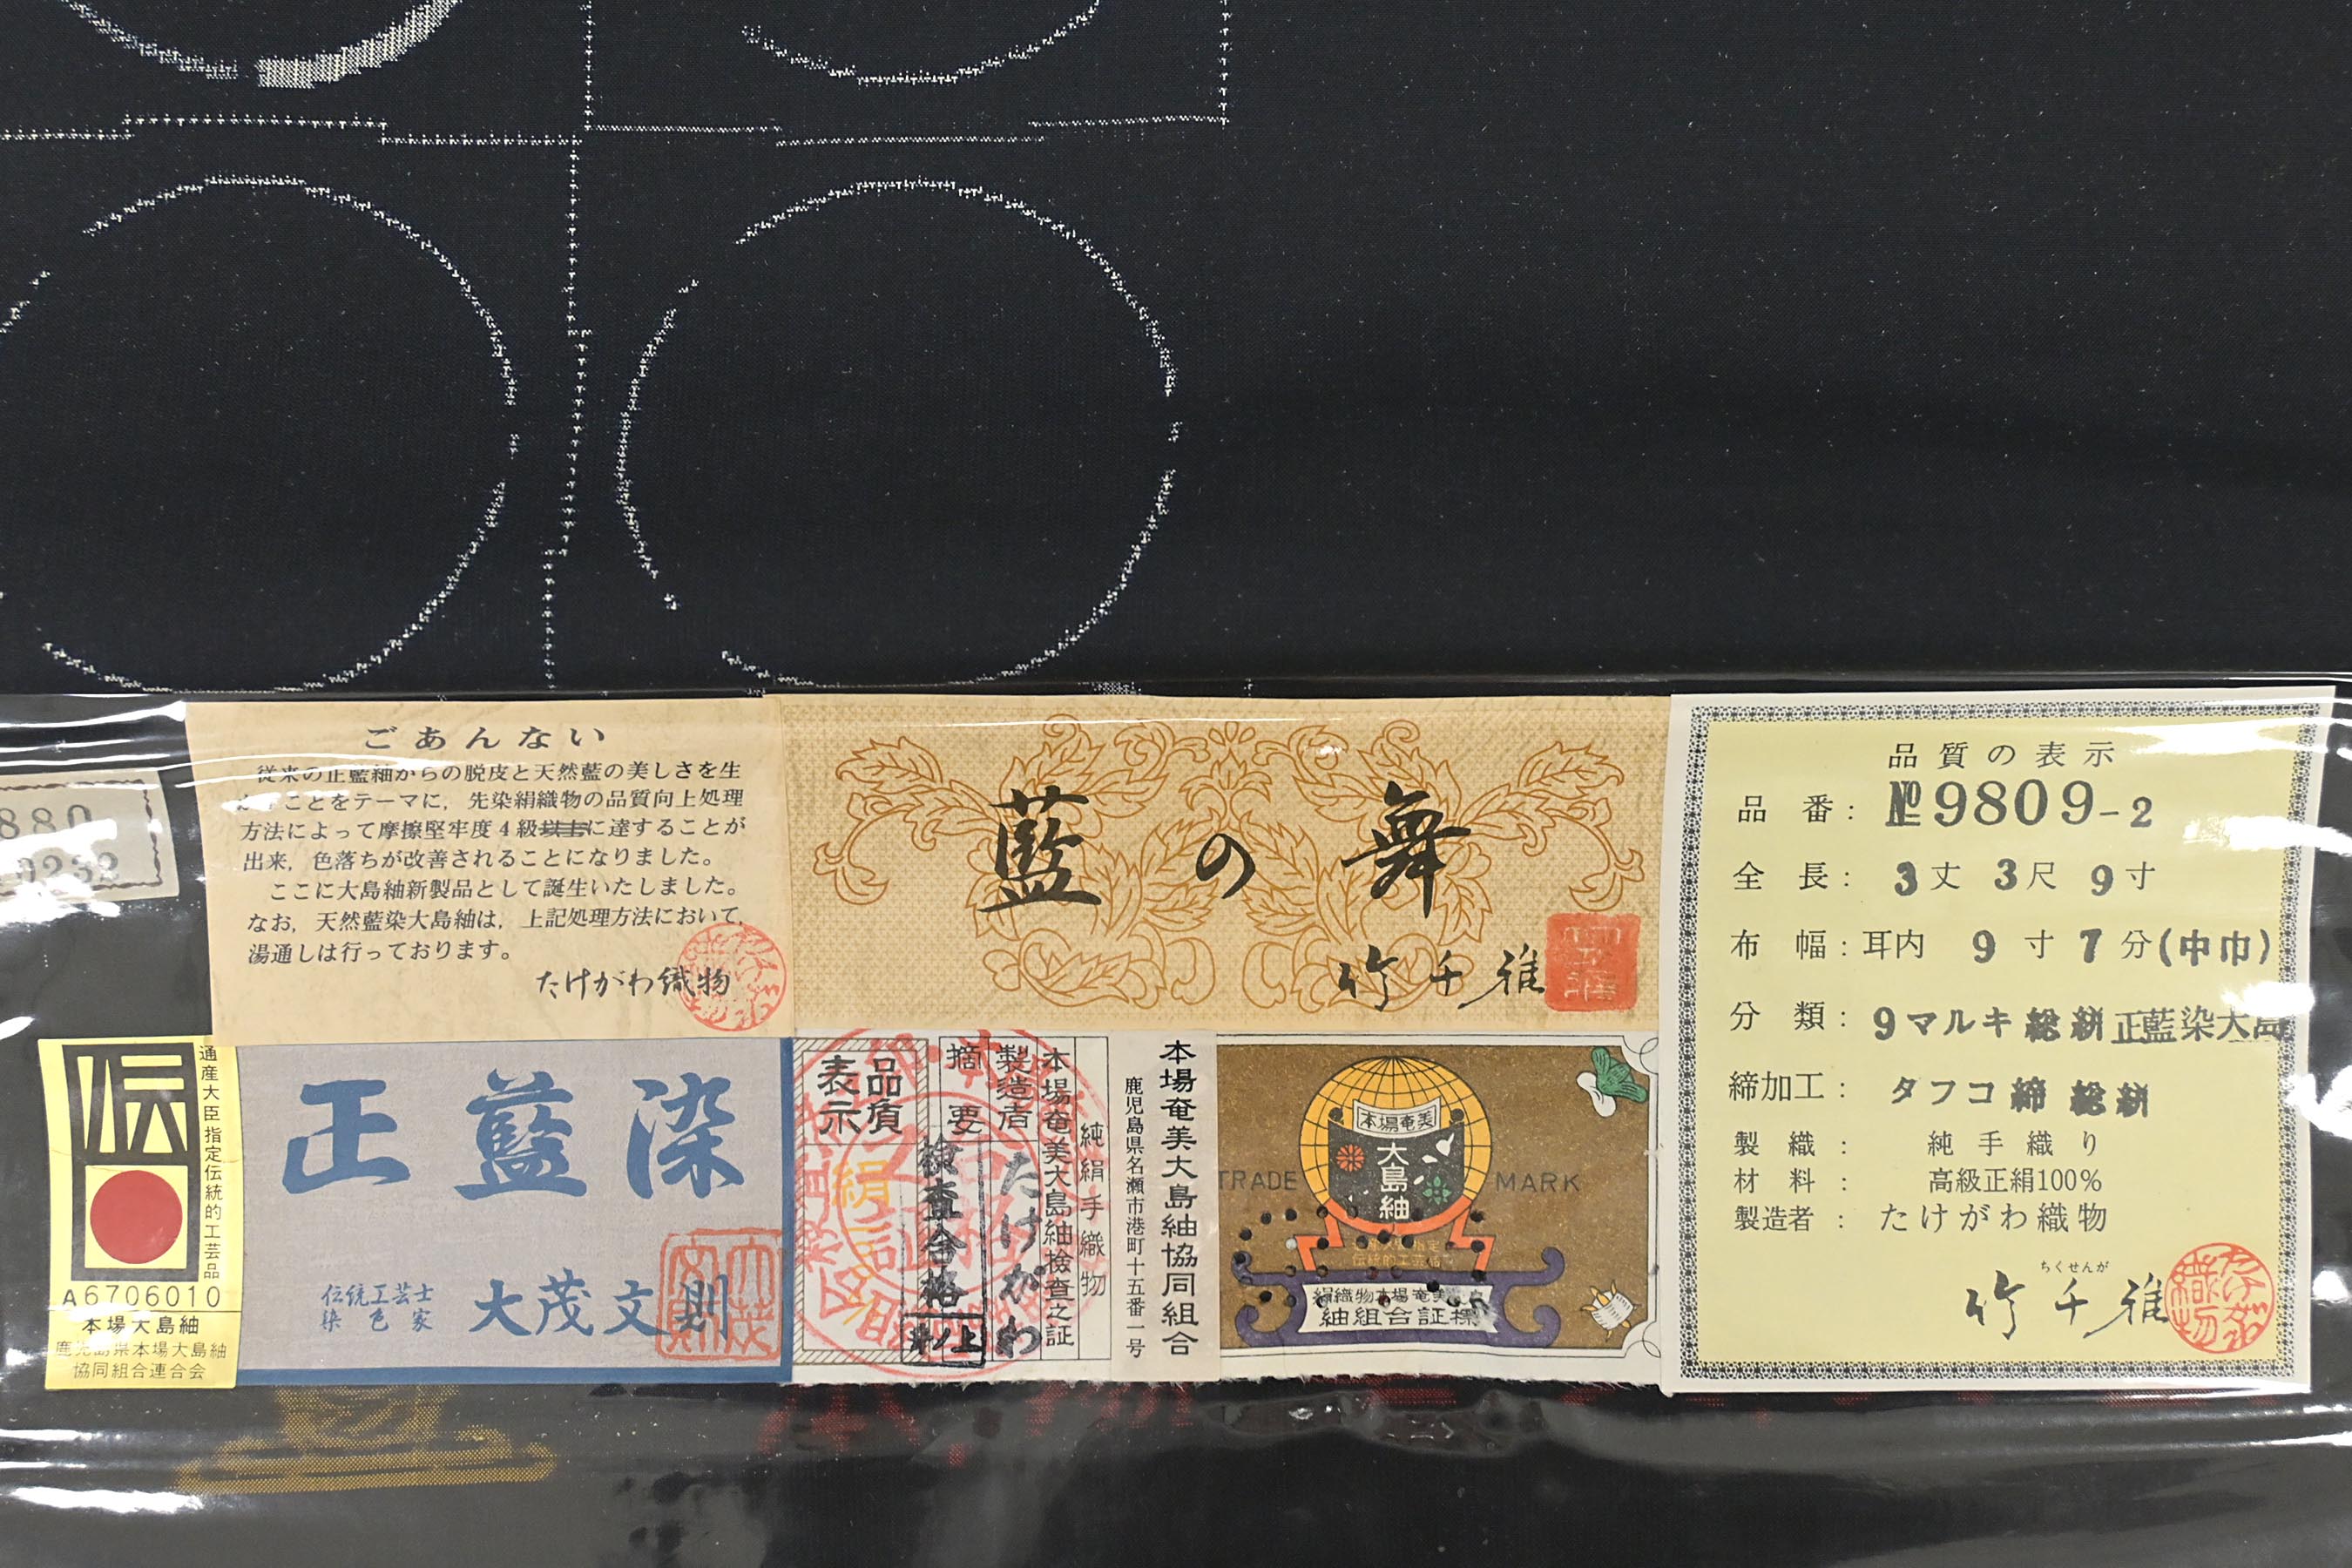 ごあんない
従来の正藍紬からの脱皮と天然藍の美しさを生
かすことをテーマに，先染絹織物の品質向上処理
方法によって摩擦堅牢度4級以上に達することが
出来，色落ちが改善されることになりました。
ここに大島紬新製品として誕生いたしました。
なお，天然藍染大島紬は，上記処理方法において，
湯通しは行っております。
たけがわ織物
藍の舞
竹千雅
品質の表示
品番：№9809-2
全長：3丈3尺9寸
布幅：耳内 9寸7分(中巾)
分類：9マルキ総絣正藍染大島
締加工：タフコ締総絣
製織：純手織り
材料：高級正絹100%
製造者：たけがわ織物
ちくせんが
竹千雅
880
0232
伝
通産大臣指定伝統的工芸品
A6706010
本場大島紬
鹿児島県本場大島紬
協同組合連合会
正藍染
伝統工芸士
染色家
大茂文則
本場奄美大島紬協同組合
鹿児島県名瀬市港町十五番一号
純絹手織物
本場奄美大島紬検査之証
製造者 たけがわ
摘要 検査合格
品質
表示
TRADE MARK
本場奄美
大島紬
伝統的工芸品